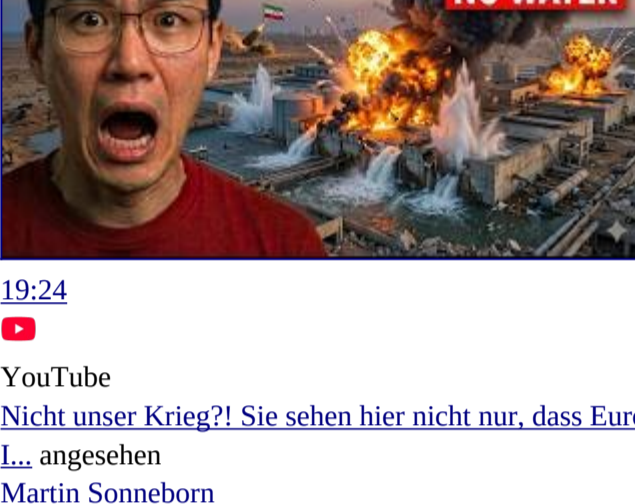 NO WATER
19:24
YouTube
Nicht unser Krieg?! Sie sehen hier nicht nur, dass Eur
I... angesehen
Martin Sonneborn